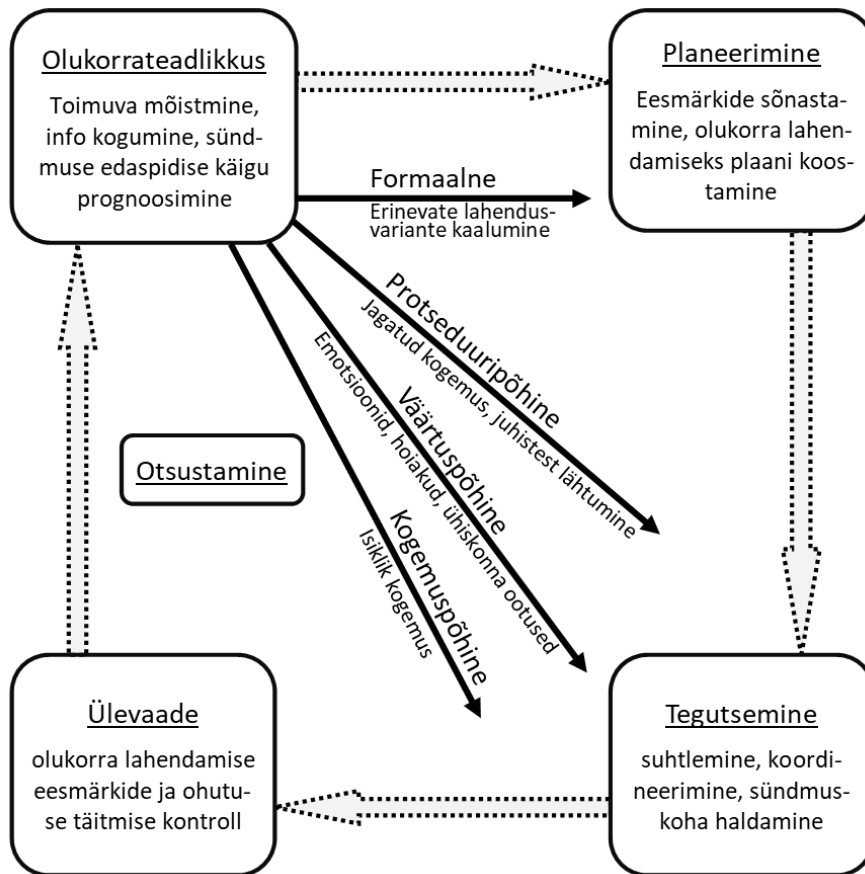 Olukorrateadlikkus
Toimuva mõistmine,
info kogumine, sünd-
muse edaspidise käigu
prognoosimine
Planeerimine
Eesmärkide sõnasta-
mine, olukorra lahen-
damiseks plaani koos-
tamine
Formaalne
Erinevate lahendus-
variante kaalumine
Protseduuripõhine
Jagatud kogemus, juhistest lähtumine
Väärtuspõhine
Emotsioonid, hoiakud, ühiskonna ootused
Kogemuspõhine
Isiklik kogemus
Otsustamine
Ülevaade
olukorra lahendamise
eesmärkide ja ohutu-
se täitmise kontroll
Tegutsemine
suhtlemine, koordi-
neerimine, sündmus-
koha haldamine